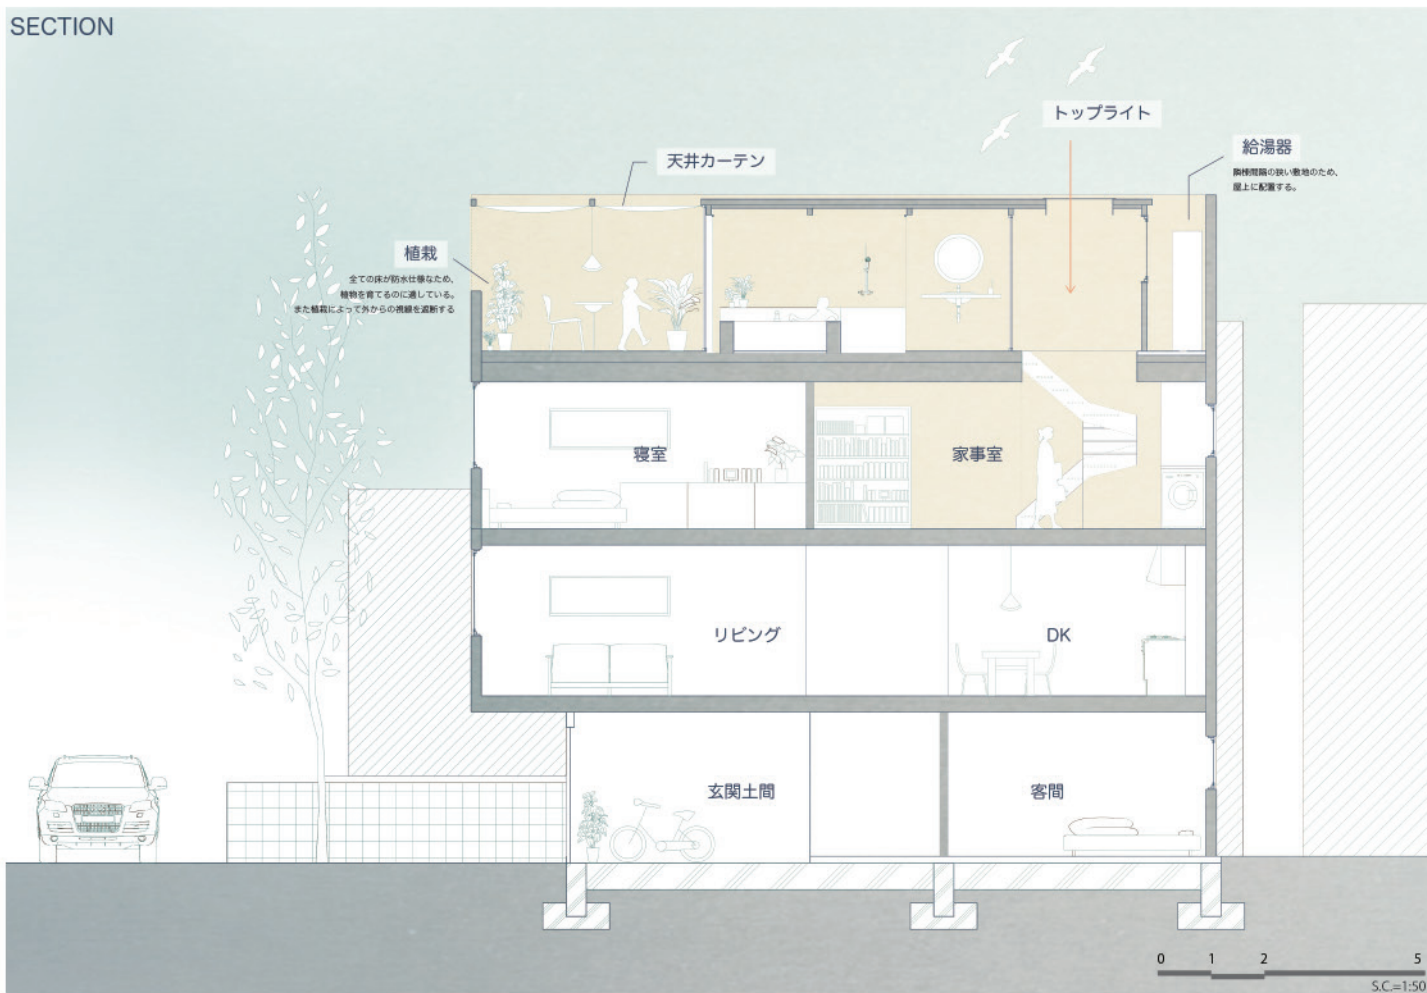 SECTION
トップライト
天井カーテン
給湯器
隣棟間隔の狭い敷地のため、
屋上に配置する。
植栽
全ての床が防水仕様なため、
植物を育てるのに適している。
また植栽によって外からの視線を遮断する
寝室
家事室
リビング
DK
玄関土間
客間
0 1 2 5
S.C.=1:50